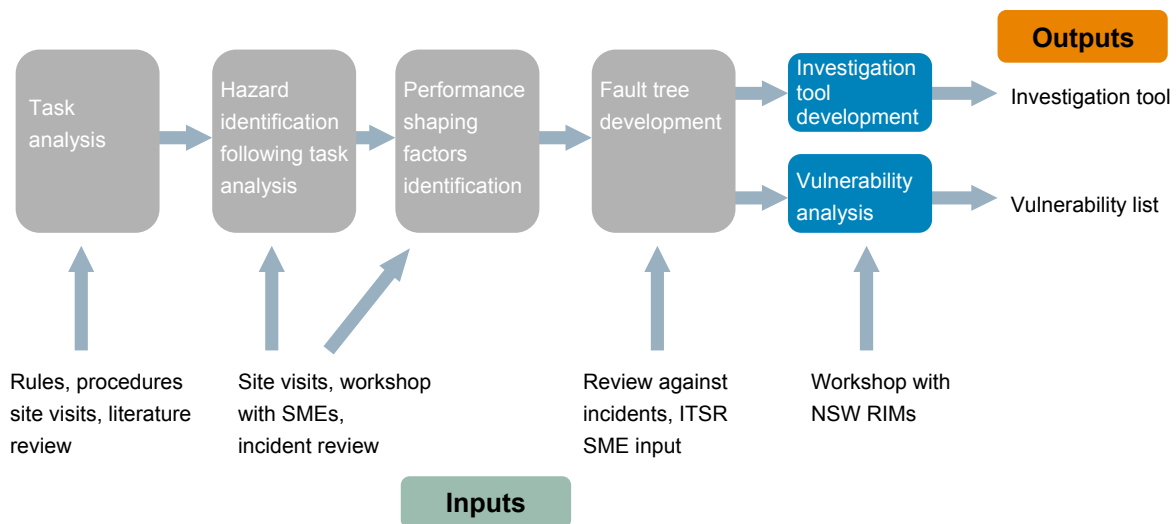 Outputs
Task
analysis
Hazard
identification
following task
analysis
Performance
shaping
factors
identification
Fault tree
development
Investigation
tool
development
Investigation tool
Vulnerability
analysis
Vulnerability list
Rules, procedures
site visits, literature
review
Site visits, workshop
with SMEs,
incident review
Review against
incidents, ITSR
SME input
Workshop with
NSW RIMs
Inputs